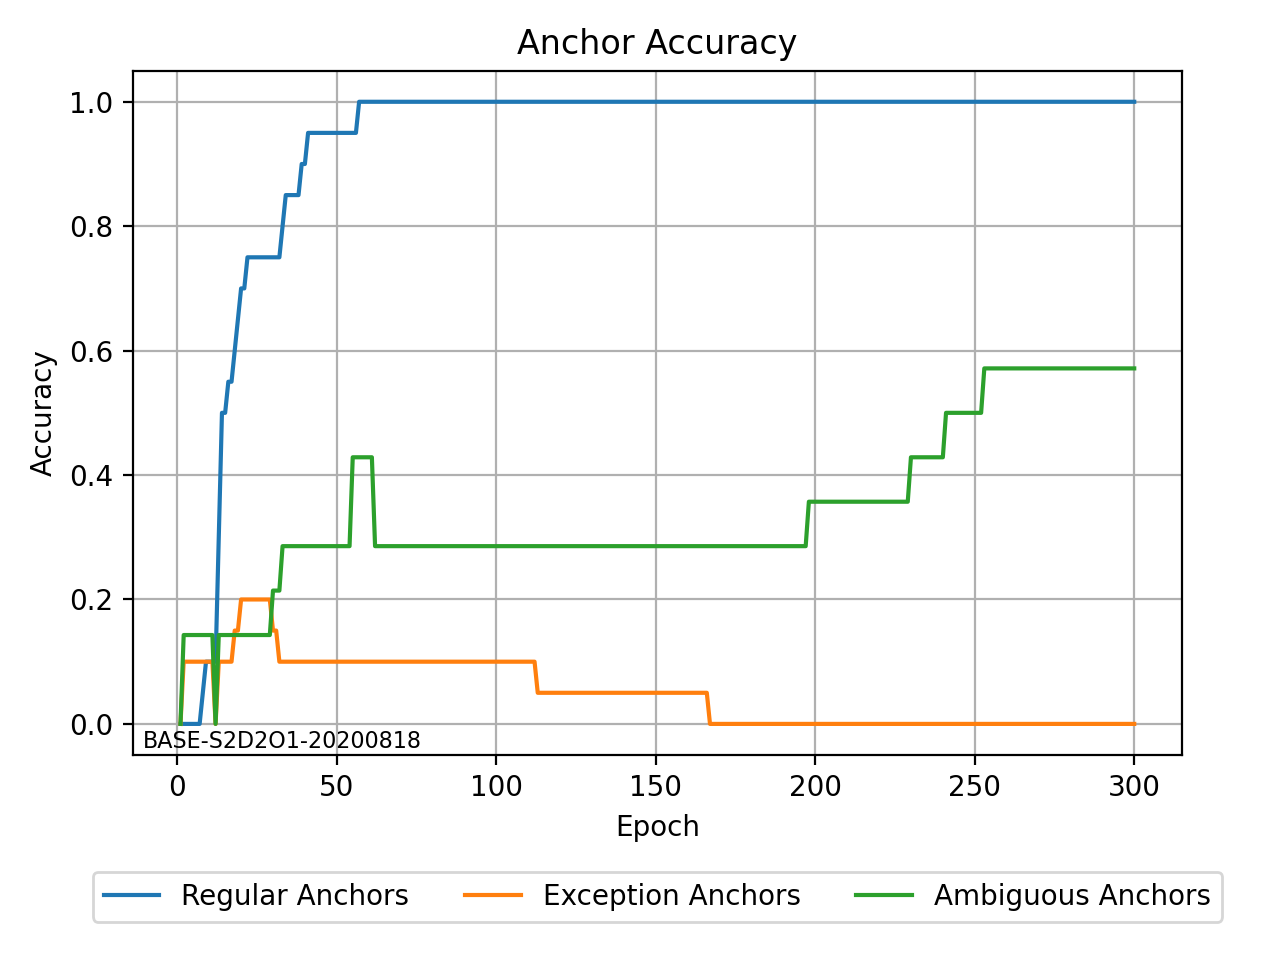 Anchor Accuracy
1.0
0.8
0.6
0.4
0.2
0.0
Accuracy
BASE-S2D2O1-20200818
0 50 100 150 200 250 300
Epoch
Regular Anchors Exception Anchors Ambiguous Anchors